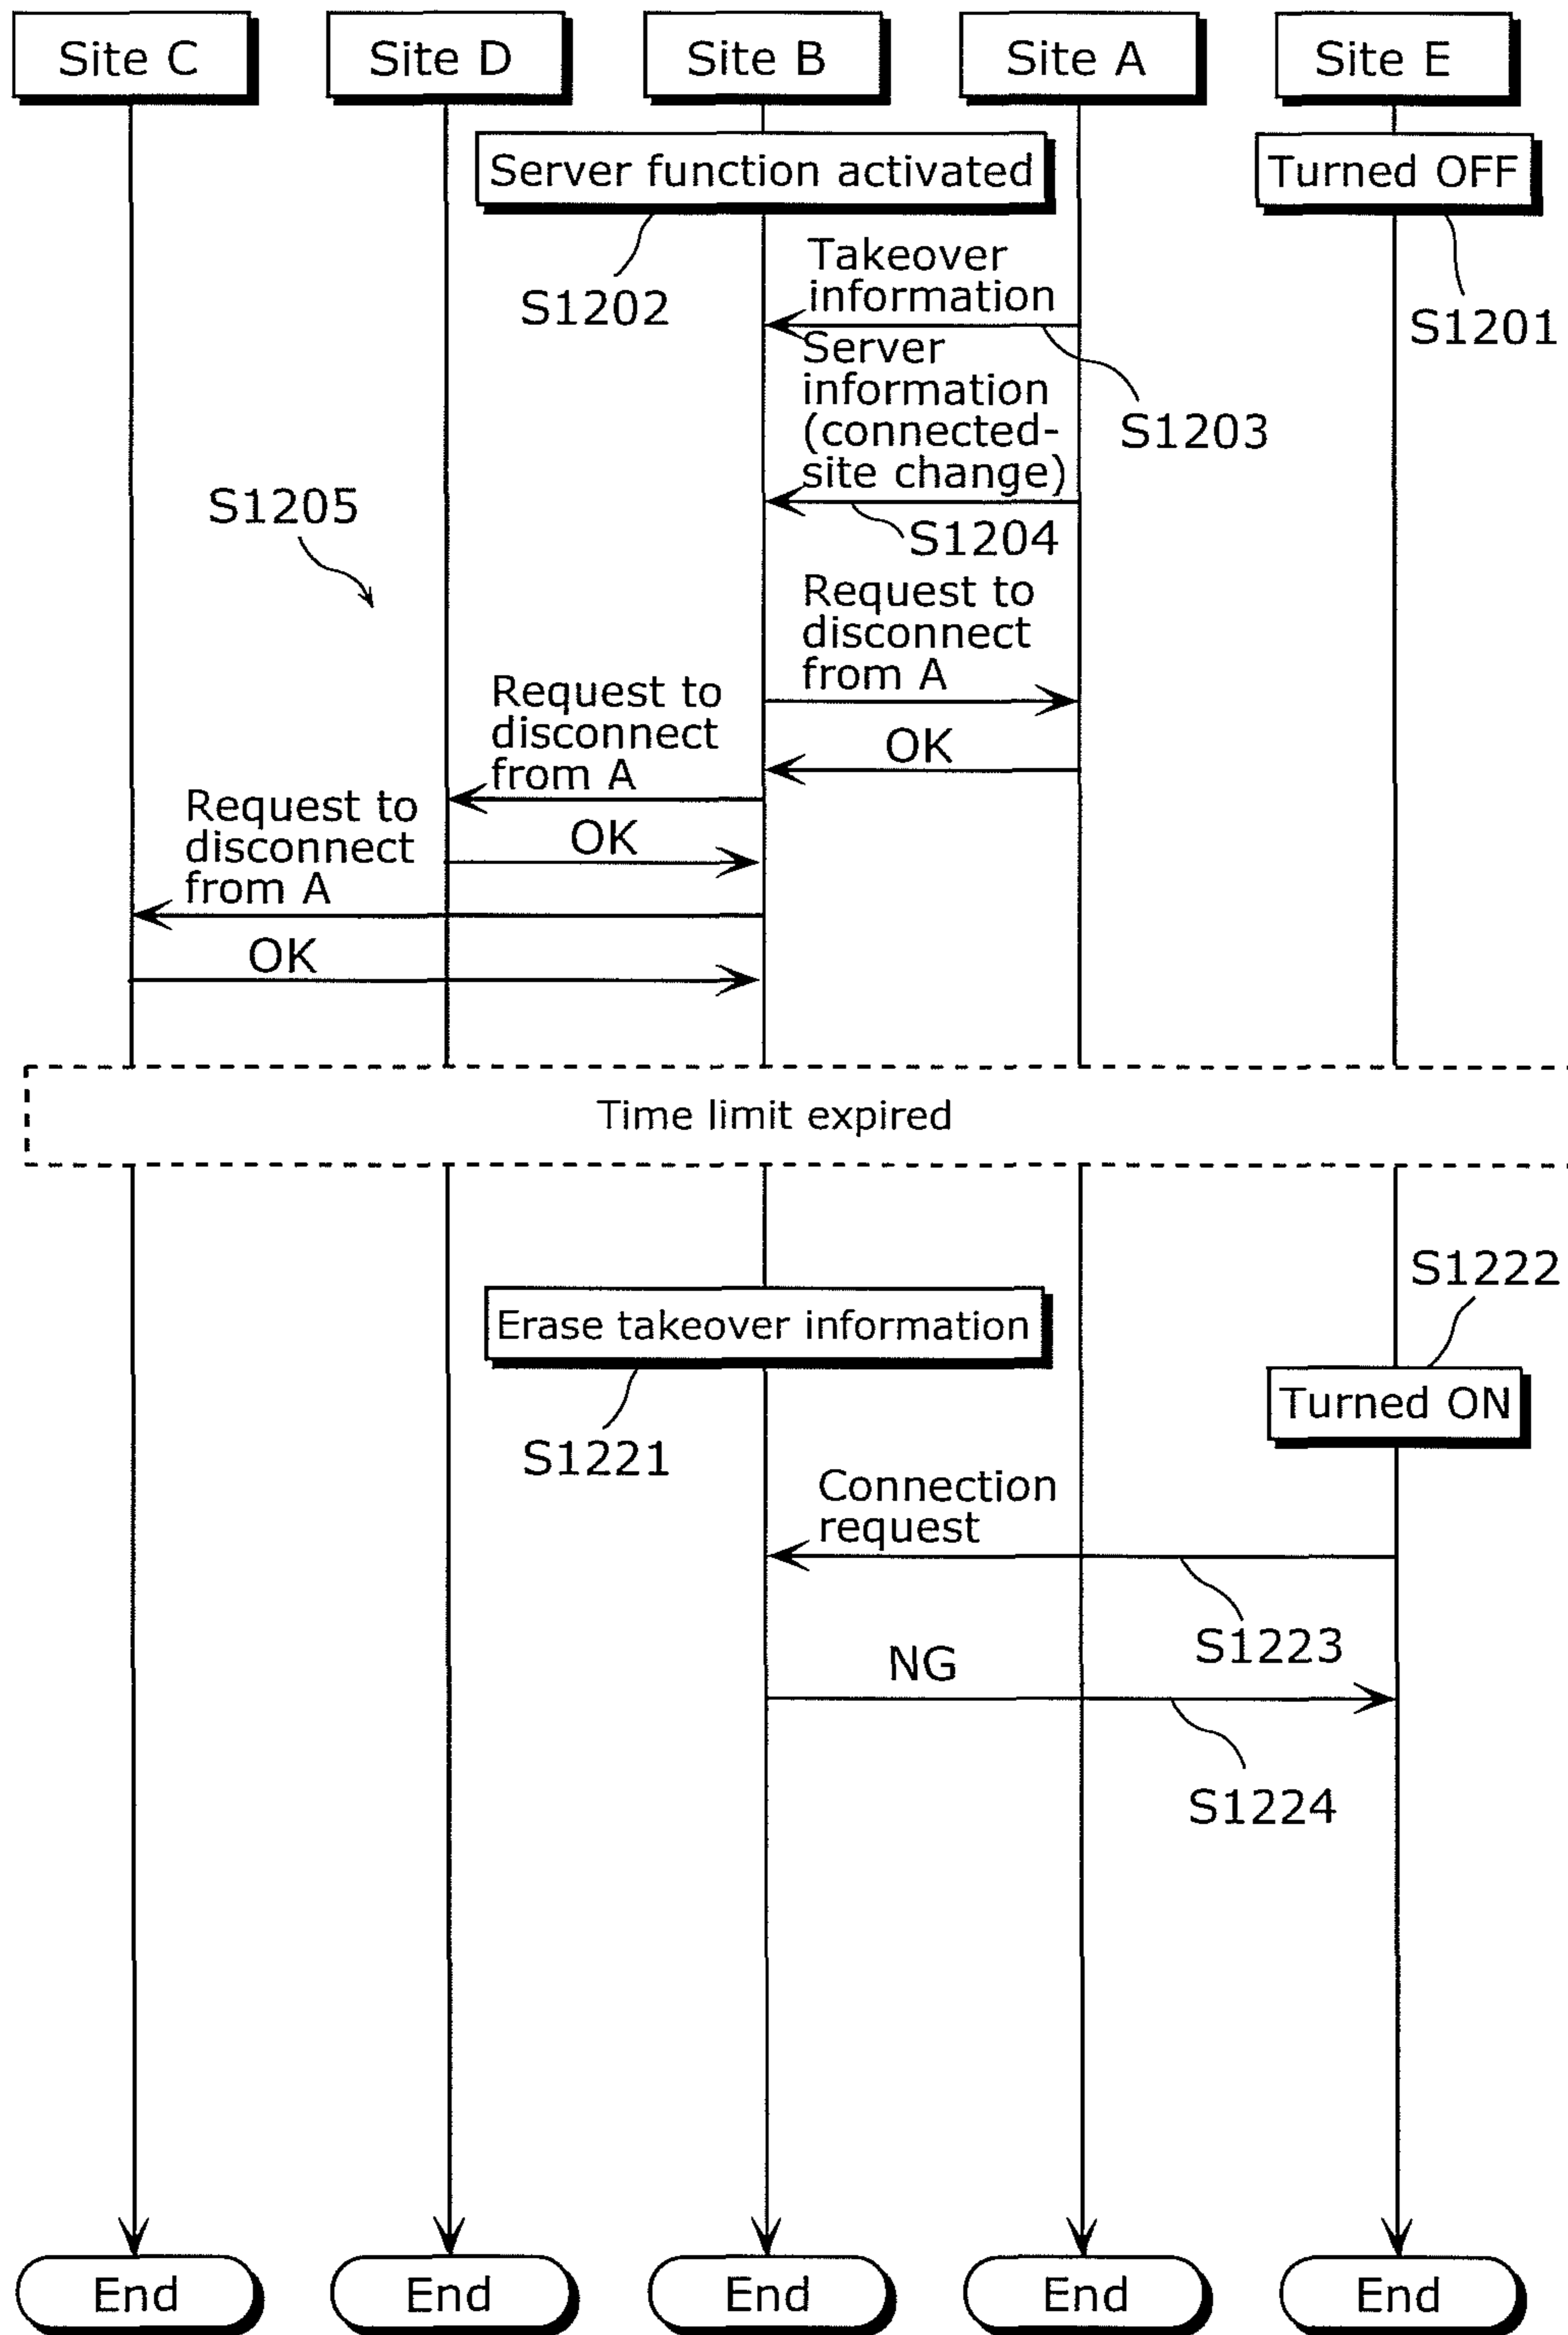 Site C
Site D
Site B
Site A
Site E
Server function activated
Turned OFF
S1202
Takeover
information
S1201
Server
information
(connected-
site change)
S1203
S1205
S1204
Request to
disconnect
from A
Request to
disconnect
from A
OK
Request to
disconnect
from A
OK
OK
Time limit expired
S1222
Erase takeover information
Turned ON
S1221
Connection
request
S1223
NG
S1224
End
End
End
End
End